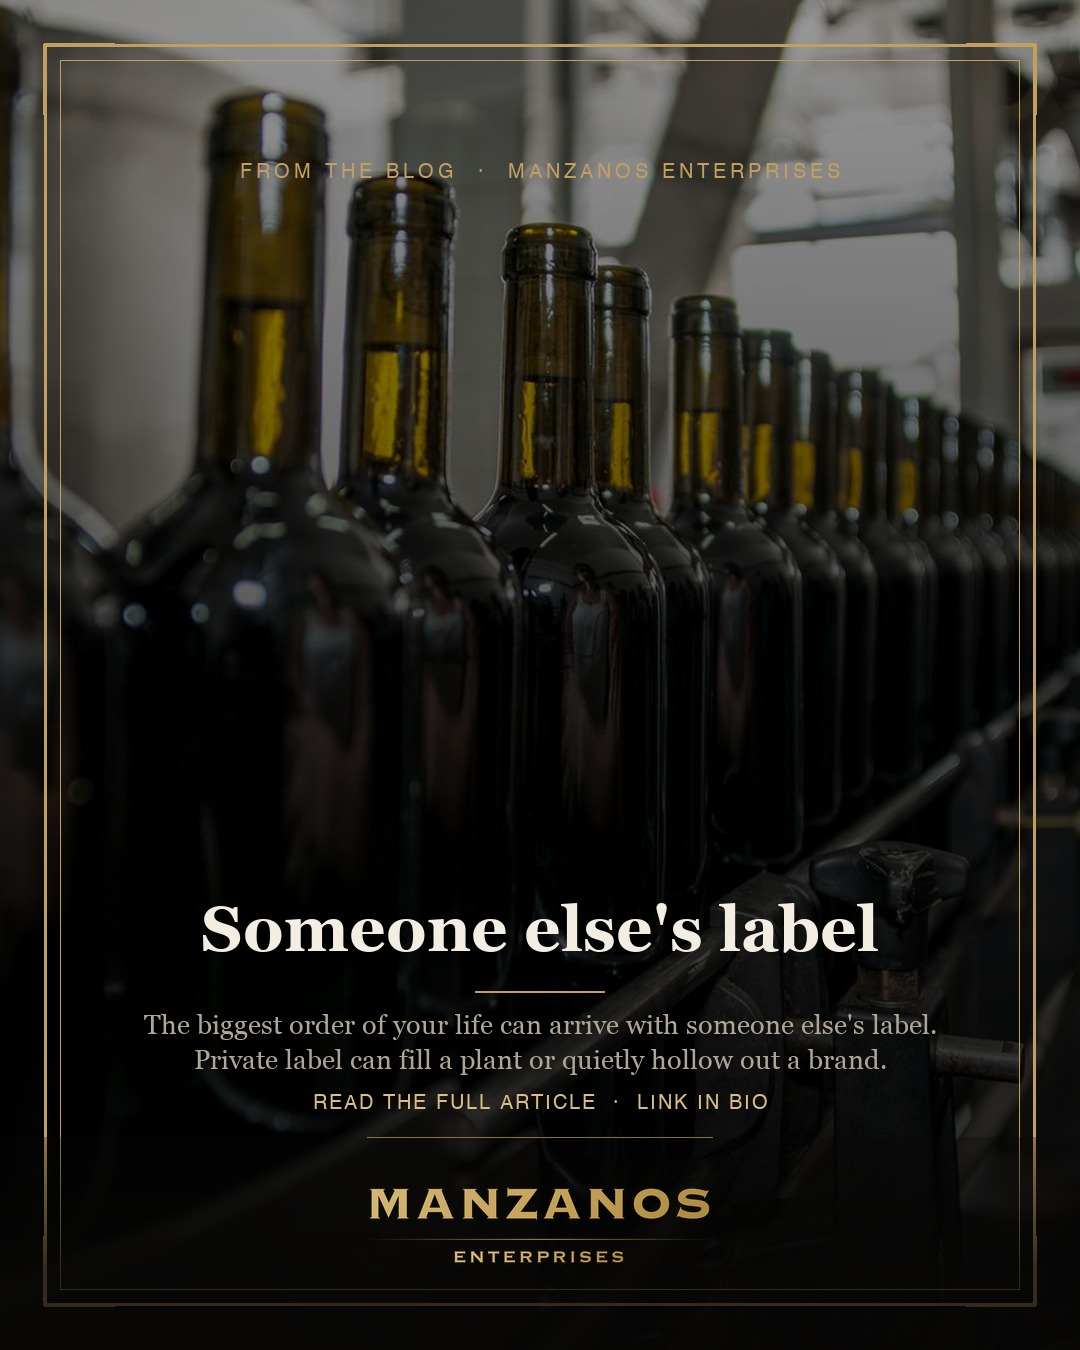 FROM THE BLOG · MANZANOS ENTERPRISES
Someone else's label
The biggest order of your life can arrive with someone else's label.
Private label can fill a plant or quietly hollow out a brand.
READ THE FULL ARTICLE · LINK IN BIO
MANZANOS
ENTERPRISES